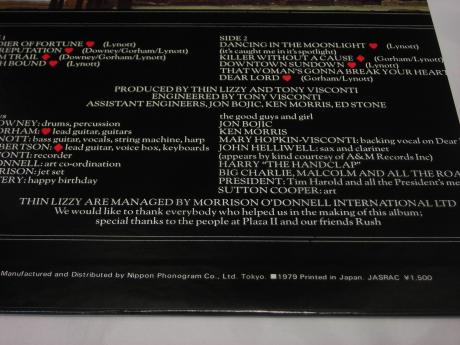 1
DIER OF FORTUNE ♥ (Lynott)
REPUTATION ♦ (Downey/Gorham/Lynott)
M TRAIL ♦ (Downey/Gorham/Lynott)
H BOUND ♥ (Gorham/Lynott)
SIDE 2
DANCING IN THE MOONLIGHT ♥ (Lynott)
(it's caught me in it's spotlight)
KILLER WITHOUT A CAUSE ♦ (Gorham/Lynott)
DOWNTOWN SUNDOWN ♦ (Lynott)
THAT WOMAN'S GONNA BREAK YOUR HEART
DEAR LORD ♥ (Gorham/Lynott)
PRODUCED BY THIN LIZZY AND TONY VISCONTI
ENGINEERED BY TONY VISCONTI
ASSISTANT ENGINEERS, JON BOJIC, KEN MORRIS, ED STONE
ys
OWNEY: drums, percussion
ORHAM: ♥ lead guitar, guitars
NOTT: bass guitar, vocals, string machine, harp
BERTSON: ♦ lead guitar, voice box, keyboards
CONTI: recorder
DNELL: art co-ordination
RISON: jet set
ERY: happy birthday
the good guys and girl
JON BOJIC
KEN MORRIS
MARY HOPKIN-VISCONTI: backing vocal on Dear
JOHN HELLIWELL: sax and clarinet
(appears by kind courtesy of A&M Records Inc)
HARRY "THE HANDCLAP"
BIG CHARLIE, MALCOLM AND ALL THE ROA
PRESIDENT: Tim Harold and all the President's me
SUTTON COOPER: art
THIN LIZZY ARE MANAGED BY MORRISON O'DONNELL INTERNATIONAL LTD
We would like to thank everybody who helped us in the making of this album;
special thanks to the people at Plaza II and our friends Rush
Manufactured and Distributed by Nippon Phonogram Co., Ltd. Tokyo. ■1979 Printed in Japan. JASRAC ¥1,500